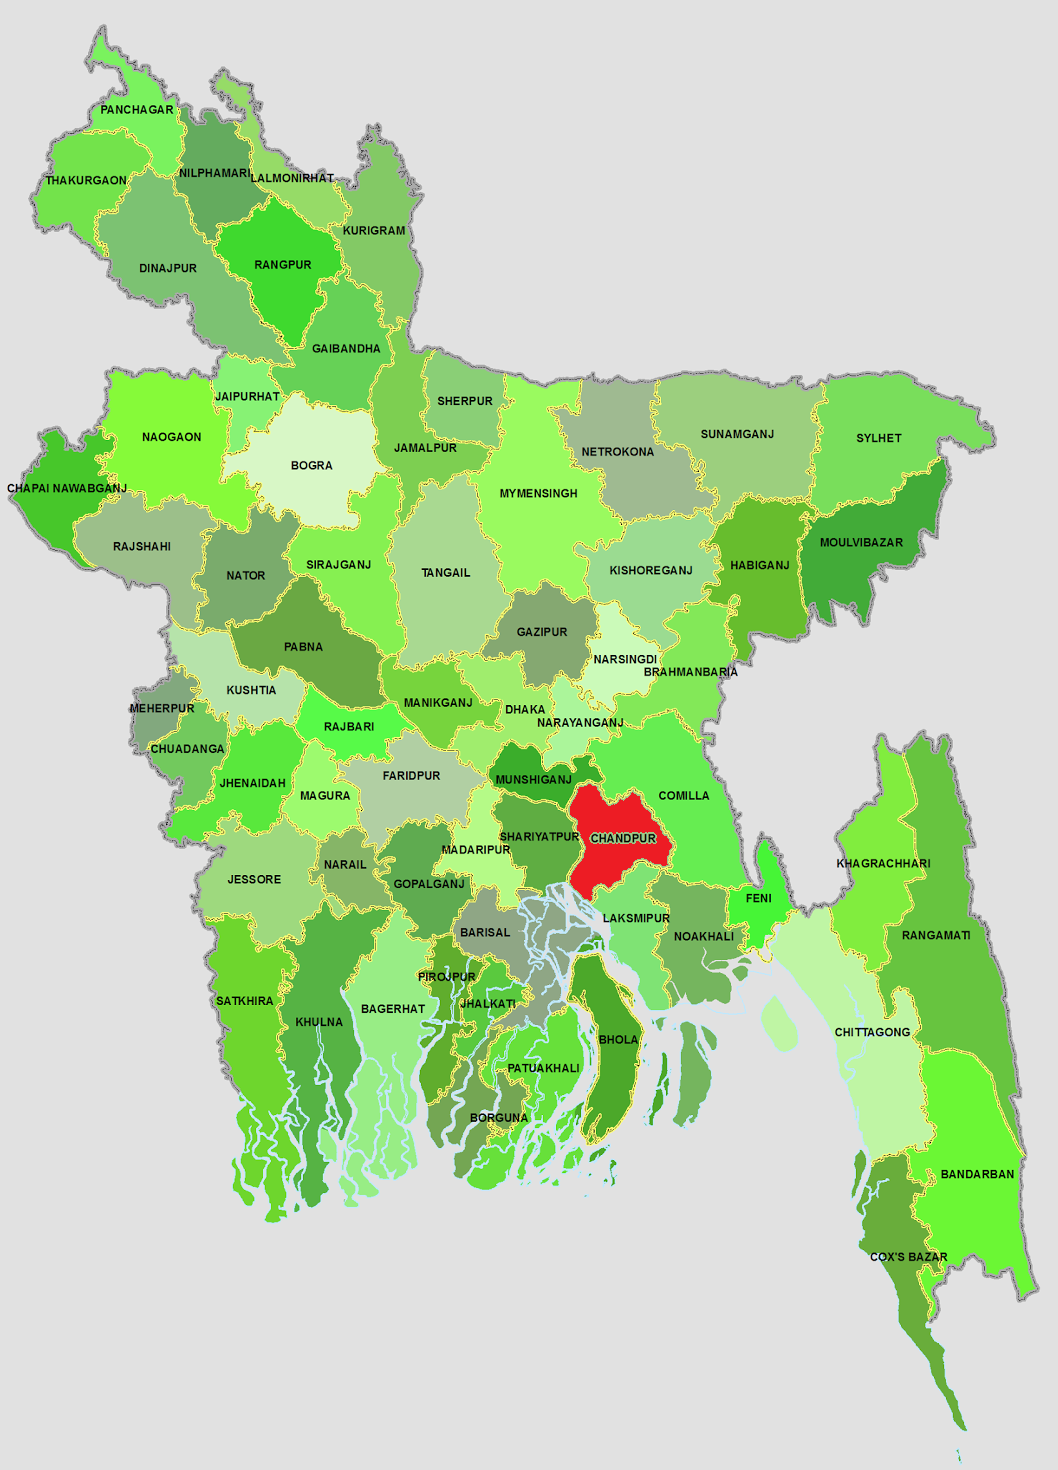 PANCHAGAR
THAKURGAON
NILPHAMARI
LALMONIRHAT
KURIGRAM
DINAJPUR
RANGPUR
GAIBANDHA
JAIPURHAT
SHERPUR
NAOGAON
JAMALPUR
BOGRA
NETROKONA
SUNAMGANJ
SYLHET
CHAPAI NAWABGANJ
MYMENSINGH
RAJSHAHI
NATOR
SIRAJGANJ
TANGAIL
KISHOREGANJ
HABIGANJ
MOULVIBAZAR
PABNA
GAZIPUR
NARSINGDI
BRAHMANBARIA
KUSHTIA
MEHERPUR
MANIKGANJ
DHAKA
NARAYANGANJ
RAJBARI
CHUADANGA
JHENAIDAH
MAGURA
FARIDPUR
MUNSHIGANJ
COMILLA
SHARIYATPUR
CHANDPUR
MADARIPUR
NARAIL
JESSORE
GOPALGANJ
KHAGRACHHARI
FENI
LAKSMIPUR
NOAKHALI
BARISAL
RANGAMATI
PIROJPUR
JHALKATI
SATKHIRA
BAGERHAT
KHULNA
CHITTAGONG
BHOLA
PATUAKHALI
BORGUNA
BANDARBAN
COX'S BAZAR